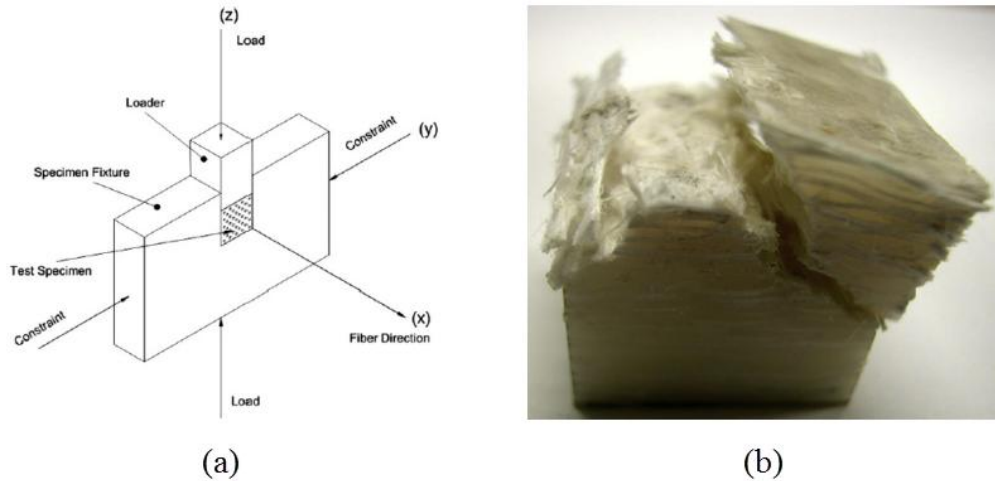 (z)
Load
Loader
Constraint
(y)
Specimen Fixture
Test Specimen
Constraint
(x)
Fiber Direction
Load
(a)
(b)